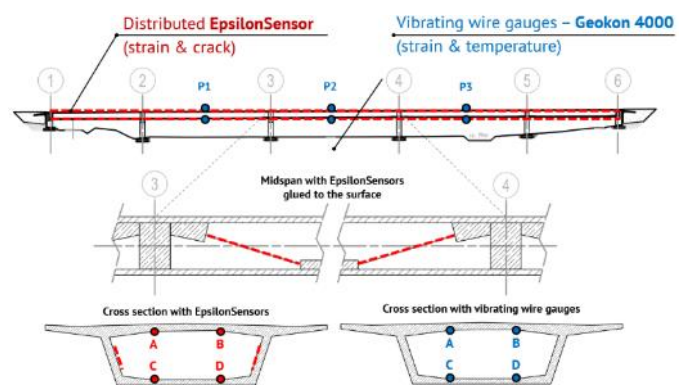 Distributed EpsilonSensor
(strain & crack)
Vibrating wire gauges – Geokon 4000
(strain & temperature)
1
2
P1
3
P2
4
P3
5
6
Midspan with EpsilonSensors
glued to the surface
3
4
Cross section with EpsilonSensors
A
B
C
D
Cross section with vibrating wire gauges
A
B
C
D